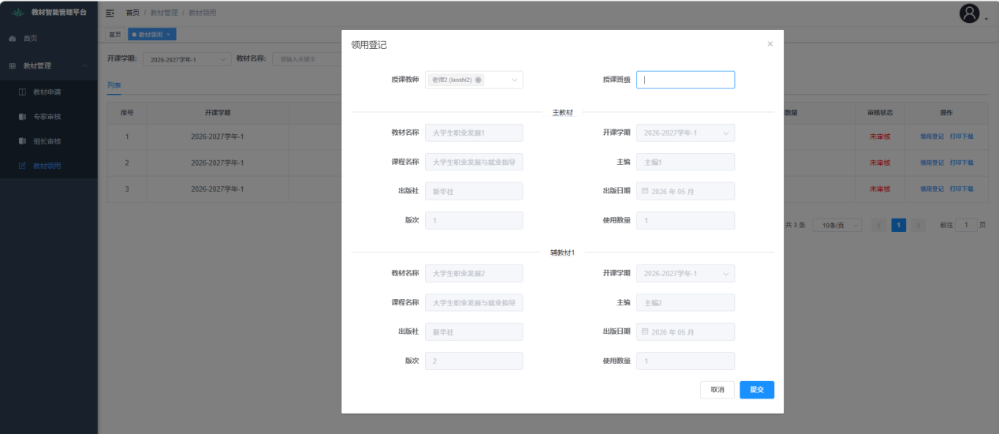 教材智能管理平台
首页 / 教材管理 / 教材领用
首页
教材管理
教材申请
专家审核
组长审核
教材领用
首页
教材领用 ×
开课学期: 2026-2027学年-1 教材名称: 请输入关键字
列表
序号 开课学期 数量 审核状态 操作
1 2026-2027学年-1 未审核 领用登记 打印下载
2 2026-2027学年-1 未审核 领用登记 打印下载
3 2026-2027学年-1 未审核 领用登记 打印下载
共 3 条 10条/页 < 1 > 前往 1 页
领用登记 ×
授课教师 老师2 (laoshi2) 授课班级
主教材
教材名称 大学生职业发展1 开课学期 2026-2027学年-1
课程名称 大学生职业发展与就业指导 主编 主编1
出版社 新华社 出版日期 2026 年 05 月
版次 1 使用数量 1
辅教材1
教材名称 大学生职业发展2 开课学期 2026-2027学年-1
课程名称 大学生职业发展与就业指导 主编 主编2
出版社 新华社 出版日期 2026 年 05 月
版次 2 使用数量 1
取消 提交